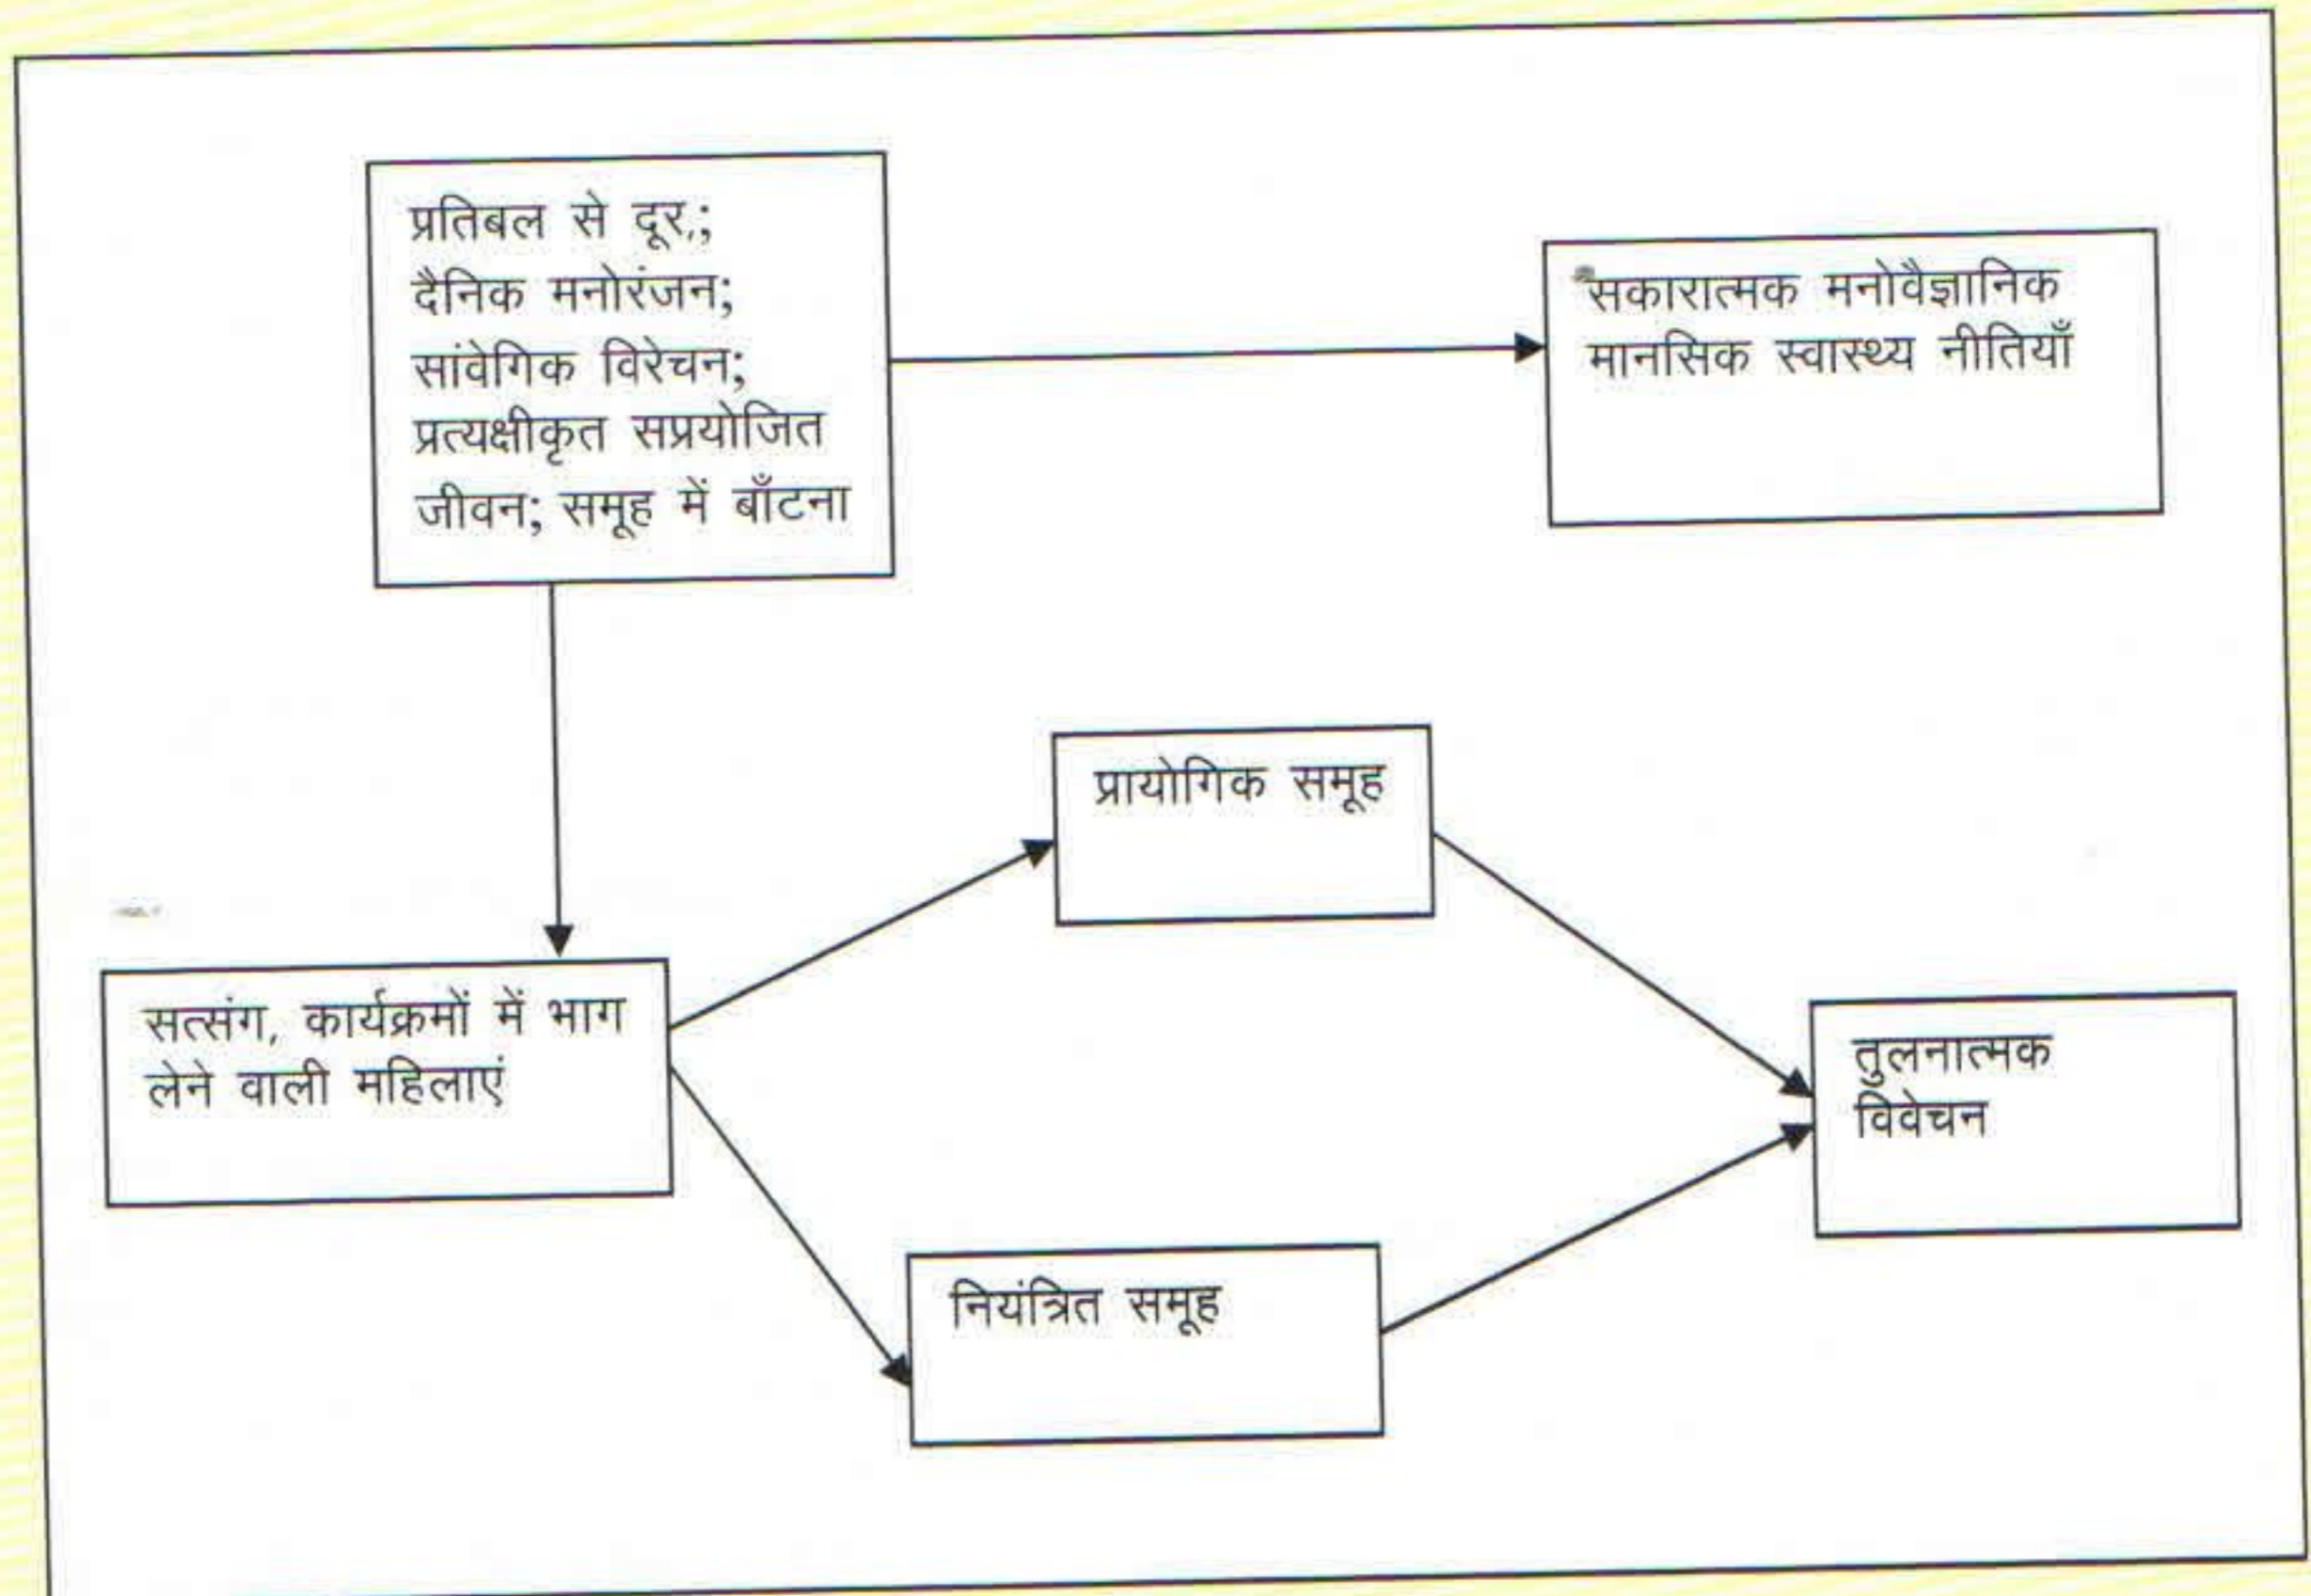 प्रतिबल से दूर,;
दैनिक मनोरंजन;
सांवेगिक विरेचन;
प्रत्यक्षीकृत सप्रयोजित
जीवन; समूह में बाँटना
सकारात्मक मनोवैज्ञानिक
मानसिक स्वास्थ्य नीतियाँ
प्रायोगिक समूह
सत्संग, कार्यक्रमों में भाग
लेने वाली महिलाएं
तुलनात्मक
विवेचन
नियंत्रित समूह